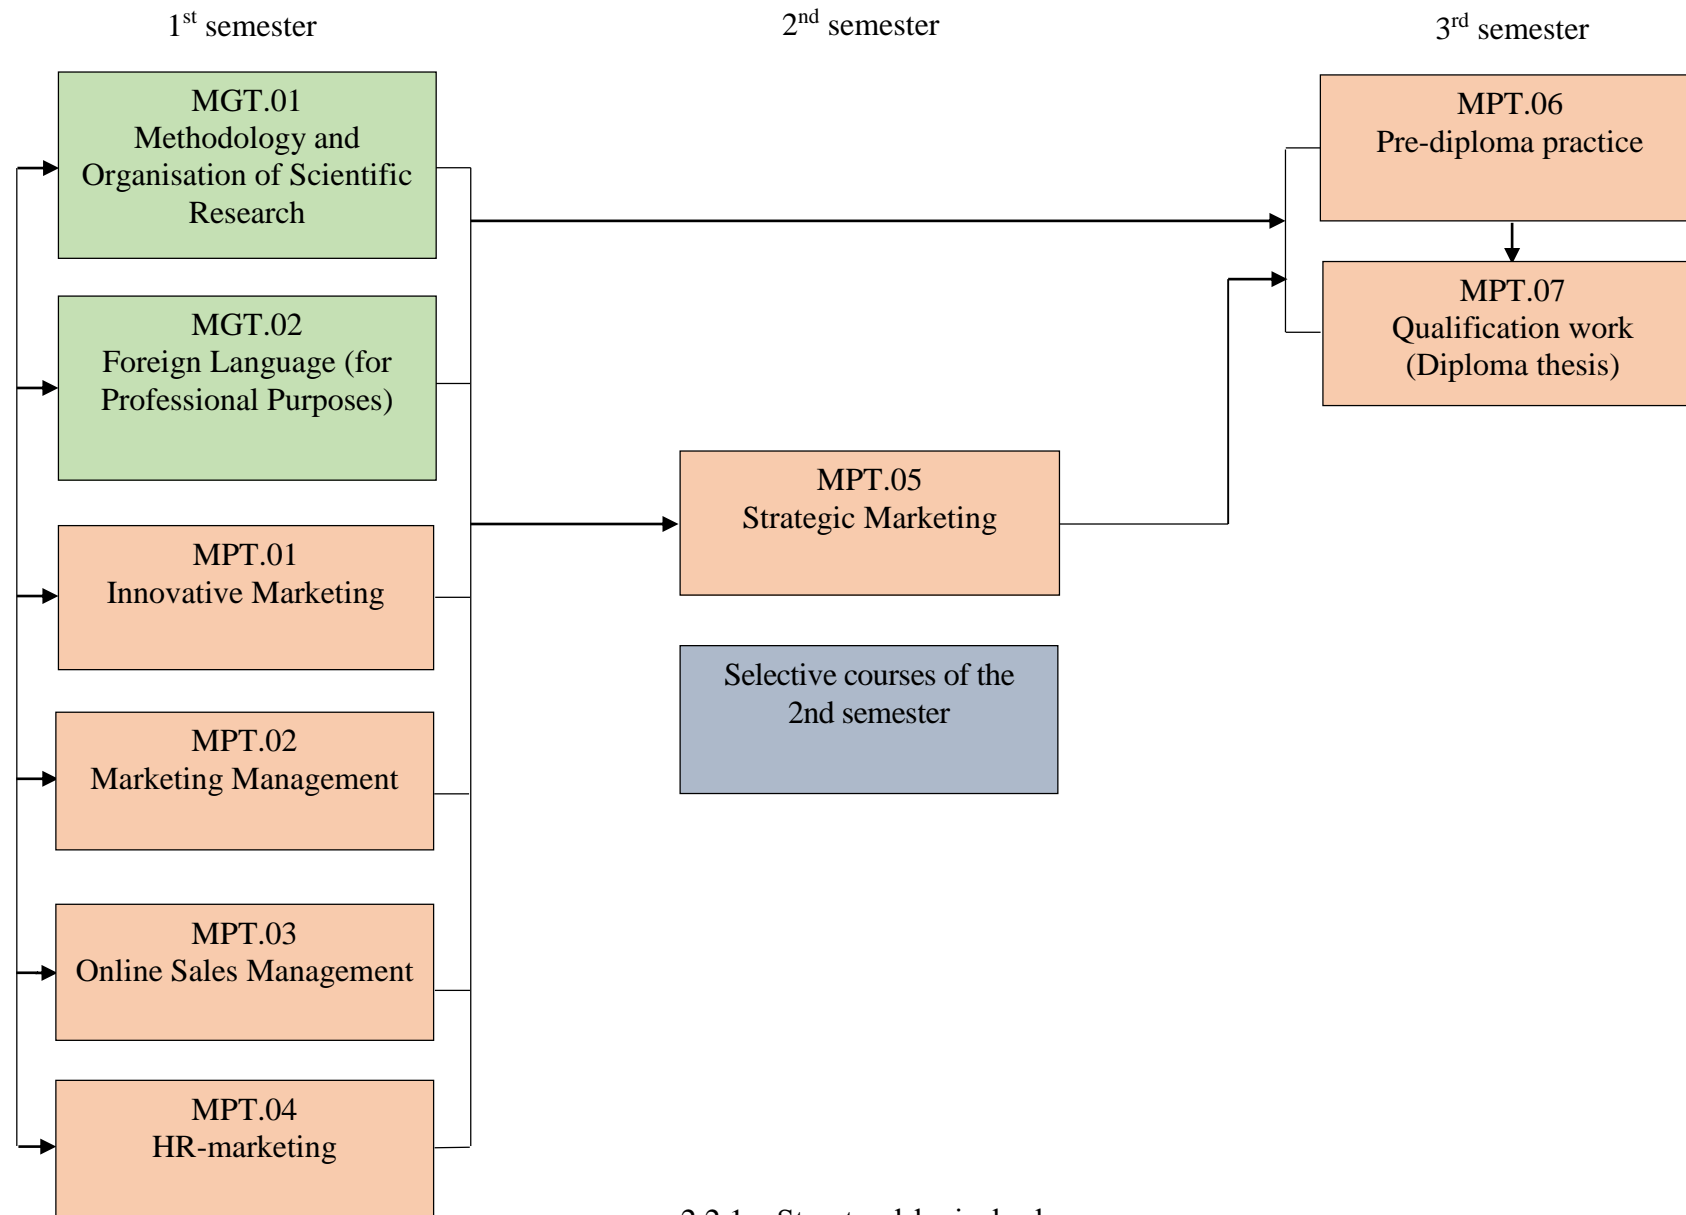 1st semester
2nd semester
3rd semester
MGT.01
Methodology and
Organisation of Scientific
Research
MGT.02
Foreign Language (for
Professional Purposes)
MPT.01
Innovative Marketing
MPT.02
Marketing Management
MPT.03
Online Sales Management
MPT.04
HR-marketing
MPT.05
Strategic Marketing
Selective courses of the
2nd semester
MPT.06
Pre-diploma practice
MPT.07
Qualification work
(Diploma thesis)